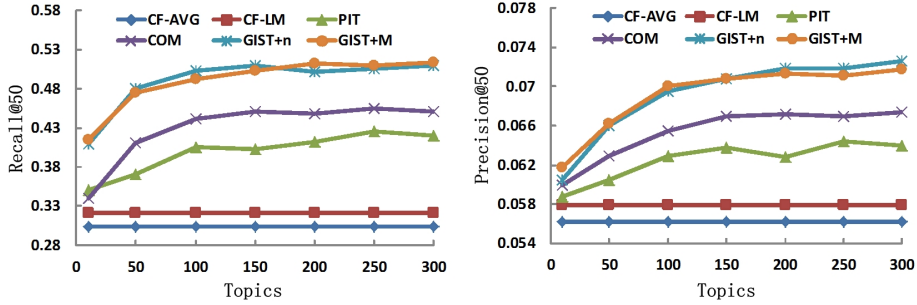 CF-AVG CF-LM PIT
COM GIST+n GIST+M
Recall@50
0.58
0.53
0.48
0.43
0.38
0.33
0.28
0 50 100 150 200 250 300
Topics
CF-AVG CF-LM PIT
COM GIST+n GIST+M
Precision@50
0.078
0.074
0.07
0.066
0.062
0.058
0.054
0 50 100 150 200 250 300
Topics